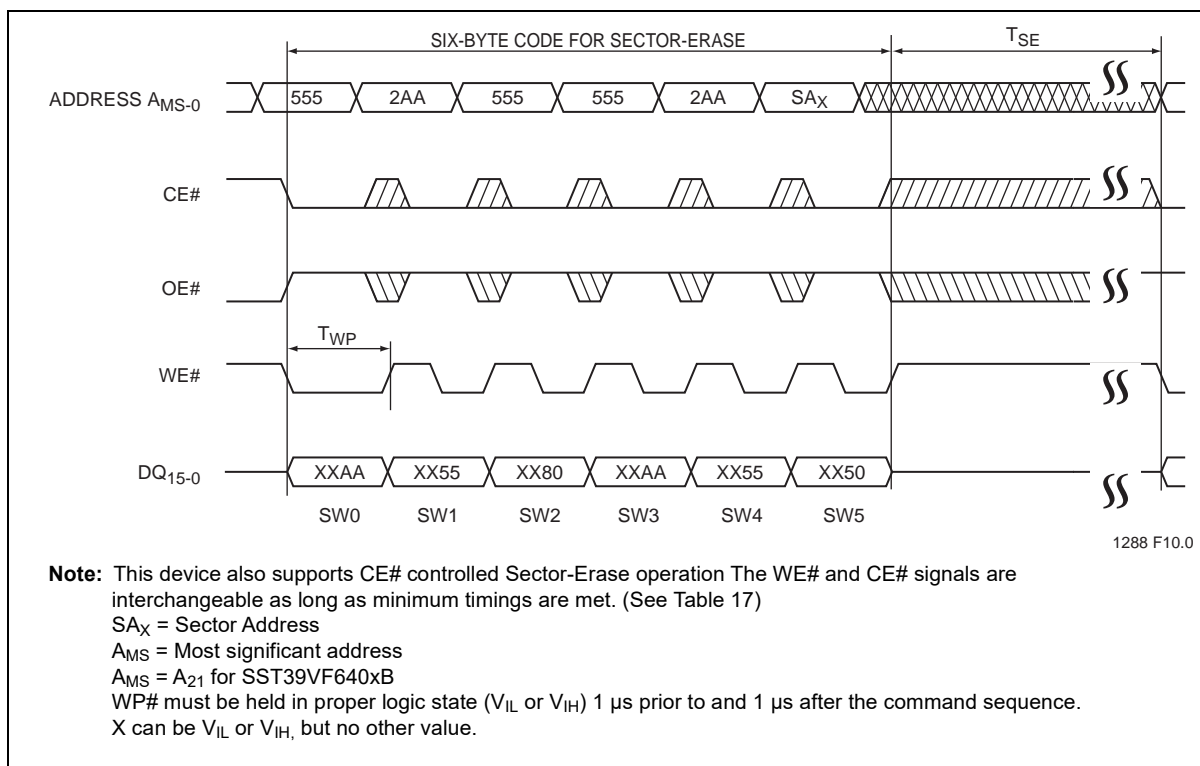 SIX-BYTE CODE FOR SECTOR-ERASE
TSE
ADDRESS AMS-0
555 2AA 555 555 2AA SAX
CE#
OE#
TWP
WE#
DQ15-0
XXAA XX55 XX80 XXAA XX55 XX50
SW0 SW1 SW2 SW3 SW4 SW5
1288 F10.0
Note: This device also supports CE# controlled Sector-Erase operation The WE# and CE# signals are
interchangeable as long as minimum timings are met. (See Table 17)
SAX = Sector Address
AMS = Most significant address
AMS = A21 for SST39VF640xB
WP# must be held in proper logic state (VIL or VIH) 1 µs prior to and 1 µs after the command sequence.
X can be VIL or VIH, but no other value.